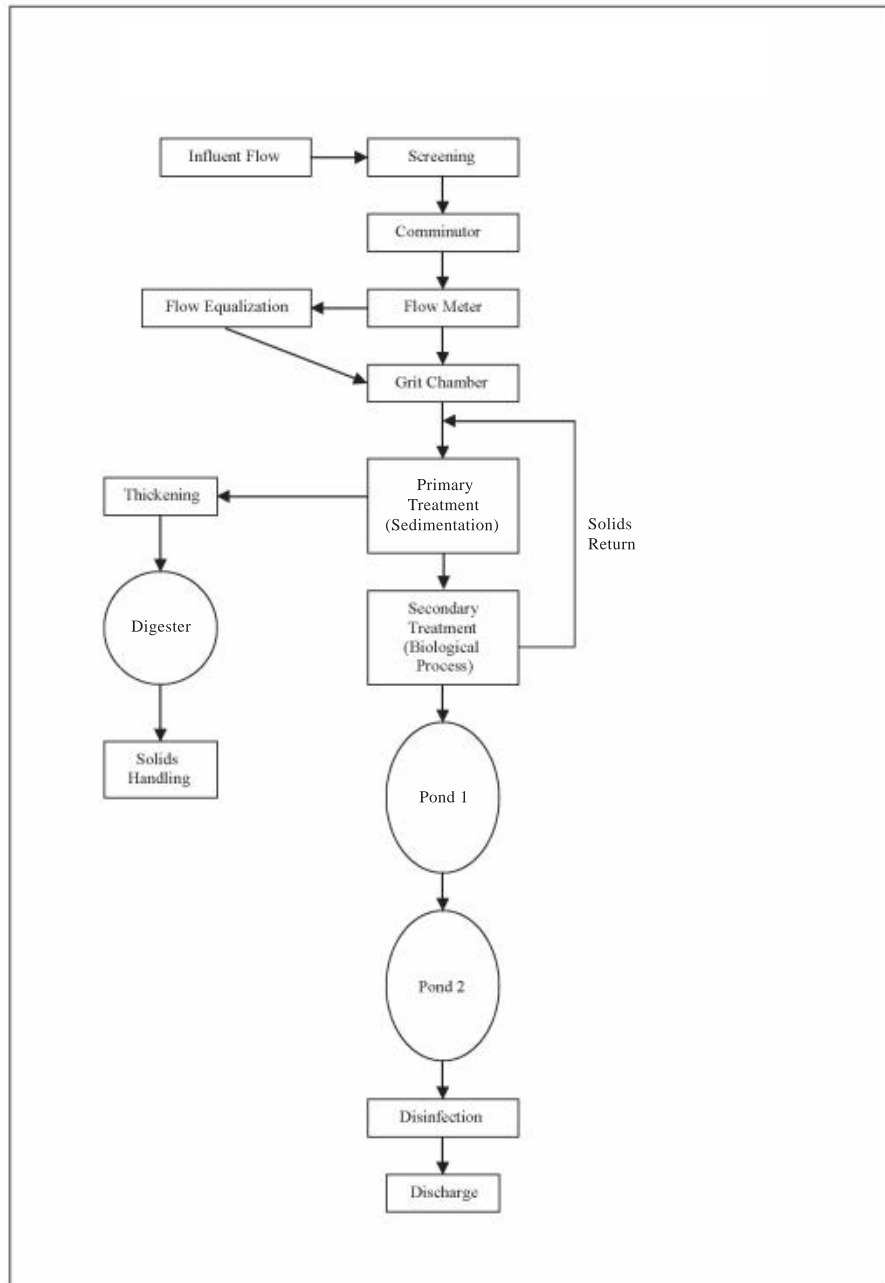 Influent Flow
Screening
Comminutor
Flow Equalization
Flow Meter
Grit Chamber
Thickening
Primary
Treatment
(Sedimentation)
Solids
Return
Digester
Secondary
Treatment
(Biological
Process)
Solids
Handling
Pond 1
Pond 2
Disinfection
Discharge